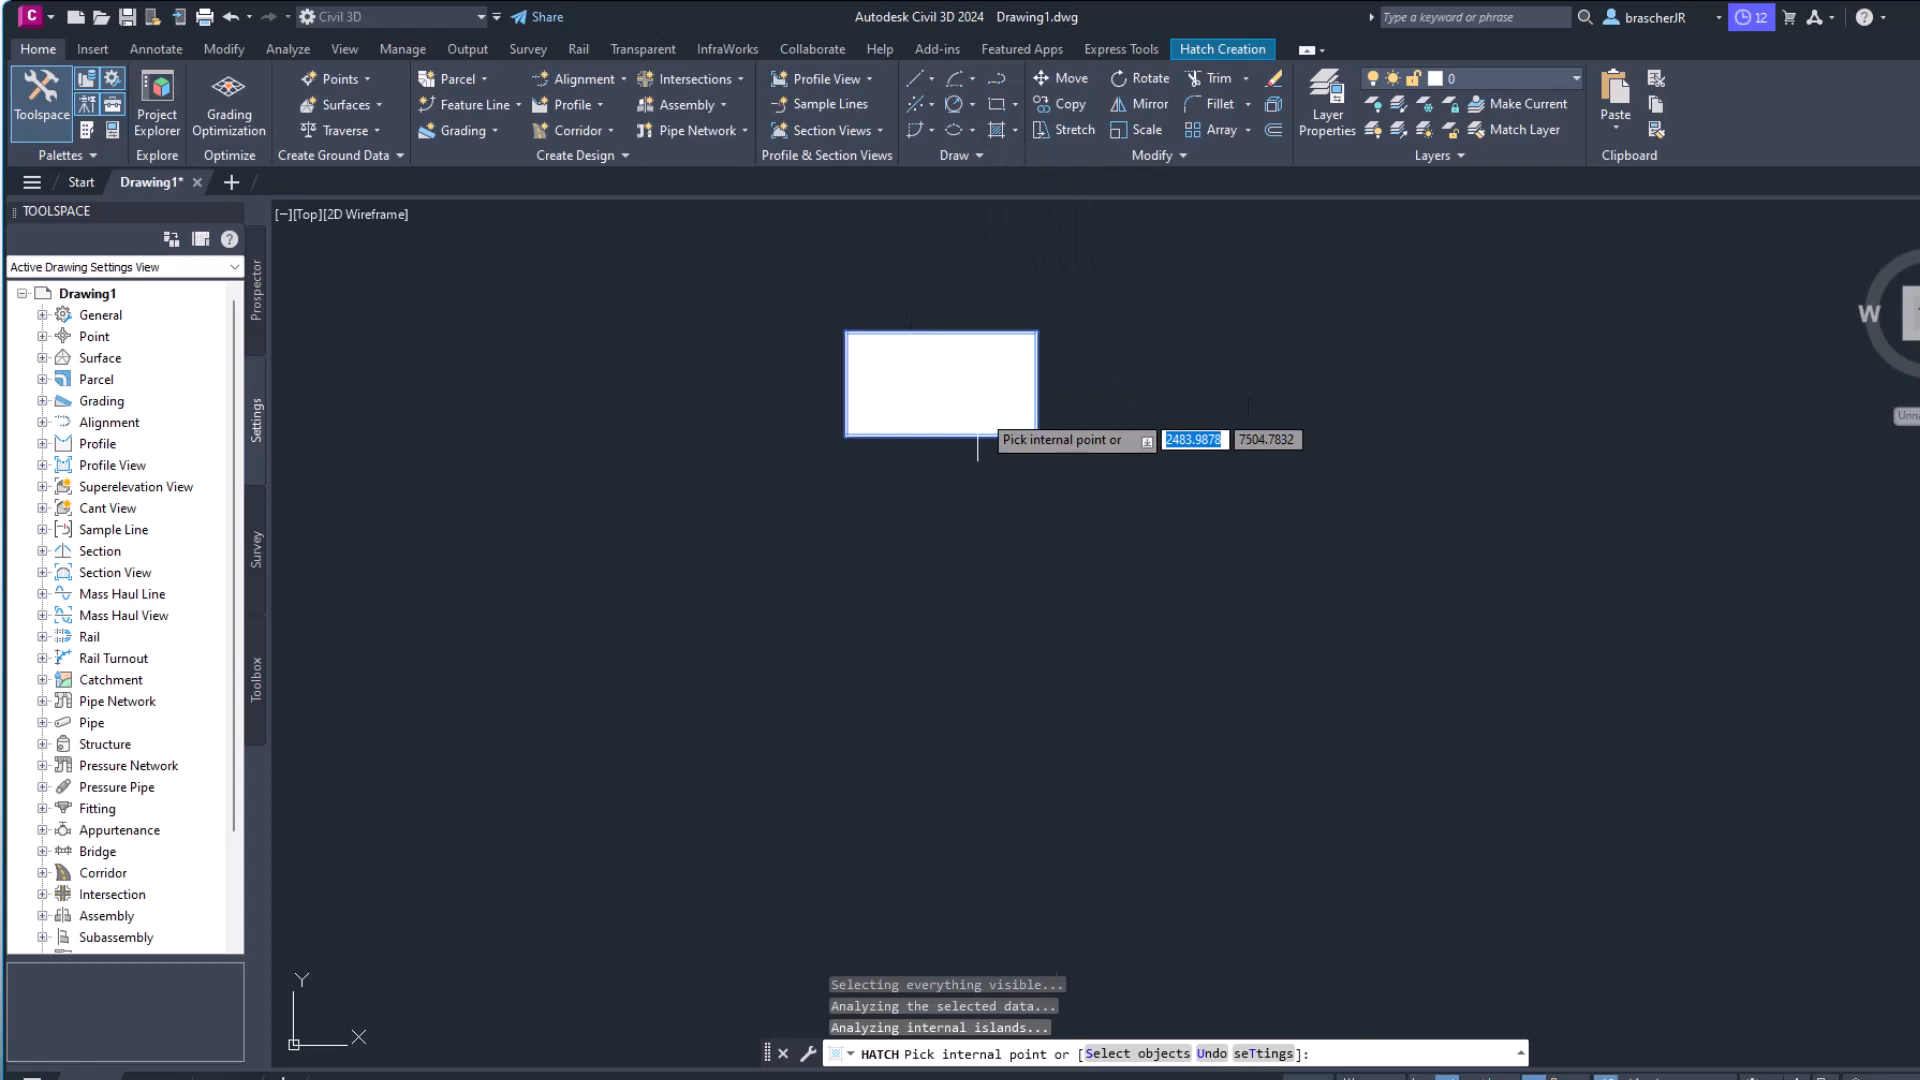 Civil 3D
Share
Autodesk Civil 3D 2024 Drawing1.dwg
Type a keyword or phrase
brascherJR
12
Home Insert Annotate Modify Analyze View Manage Output Survey Rail Transparent InfraWorks Collaborate Help Add-ins Featured Apps Express Tools Hatch Creation
Toolspace
Project Explorer
Grading Optimization
Points
Surfaces
Traverse
Parcel
Feature Line
Grading
Alignment
Profile
Corridor
Intersections
Assembly
Pipe Network
Profile View
Sample Lines
Section Views
Move
Copy
Stretch
Rotate
Mirror
Scale
Trim
Fillet
Array
Layer Properties
0
Make Current
Match Layer
Paste
Palettes Explore Optimize Create Ground Data Create Design Profile & Section Views Draw Modify Layers Clipboard
Start
Drawing1*
TOOLSPACE
[−][Top][2D Wireframe]
Active Drawing Settings View
Drawing1
General
Point
Surface
Parcel
Grading
Alignment
Profile
Profile View
Superelevation View
Cant View
Sample Line
Section
Section View
Mass Haul Line
Mass Haul View
Rail
Rail Turnout
Catchment
Pipe Network
Pipe
Structure
Pressure Network
Pressure Pipe
Fitting
Appurtenance
Bridge
Corridor
Intersection
Assembly
Subassembly
Prospector
Settings
Survey
Toolbox
W
Pick internal point or 2483.9878 7504.7832
Y
X
Selecting everything visible...
Analyzing the selected data...
Analyzing internal islands...
HATCH Pick internal point or [Select objects Undo seTtings]: